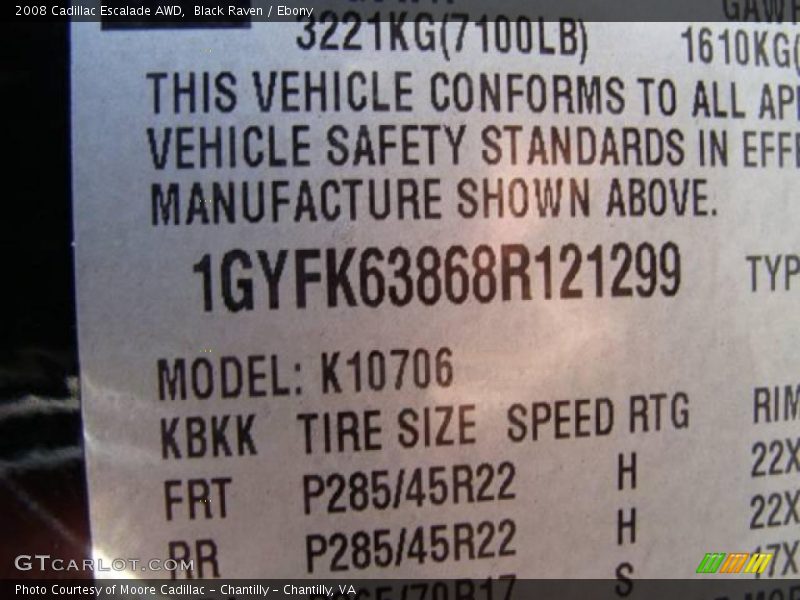 2008 Cadillac Escalade AWD, Black Raven / Ebony
3221KG(7100LB) 1610KG(
THIS VEHICLE CONFORMS TO ALL
VEHICLE SAFETY STANDARDS IN
MANUFACTURE SHOWN ABOVE.
1GYFK63868R121299 TYP
MODEL: K10706
KBKK TIRE SIZE SPEED RTG RIM
FRT P285/45R22 H 22X
RR P285/45R22 H 22X
S 17X
GTCARLOT.COM
Photo Courtesy of Moore Cadillac - Chantilly - Chantilly, VA